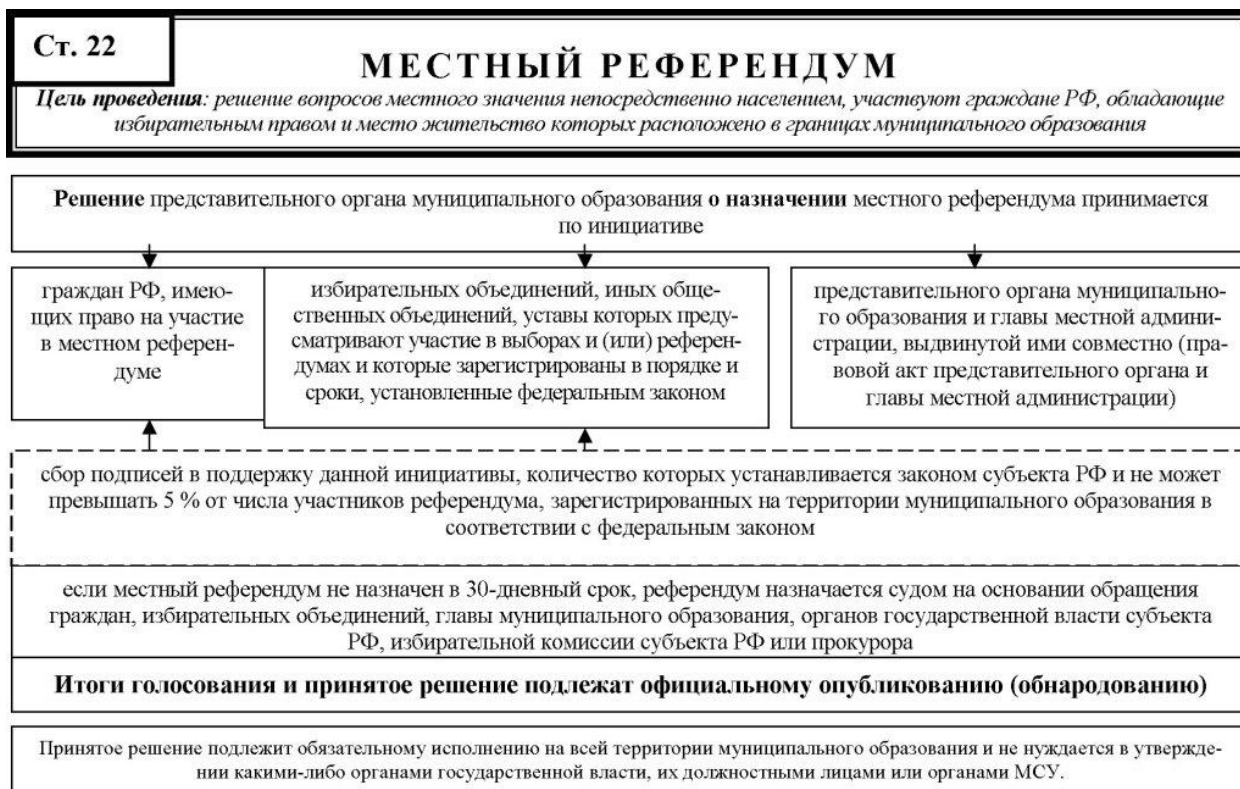 Ст. 22
МЕСТНЫЙ РЕФЕРЕНДУМ
Цель проведения: решение вопросов местного значения непосредственно населением, участвуют граждане РФ, обладающие
избирательным правом и место жительство которых расположено в границах муниципального образования
Решение представительного органа муниципального образования о назначении местного референдума принимается
по инициативе
граждан РФ, имею-
щих право на участие
в местном референ-
думе
избирательных объединений, иных обще-
ственных объединений, уставы которых преду-
сматривают участие в выборах и (или) референ-
думах и которые зарегистрированы в порядке и
сроки, установленные федеральным законом
представительного органа муниципально-
го образования и главы местной админи-
страции, выдвинутой ими совместно (пра-
вовой акт представительного органа и
главы местной администрации)
сбор подписей в поддержку данной инициативы, количество которых устанавливается законом субъекта РФ и не может
превышать 5 % от числа участников референдума, зарегистрированных на территории муниципального образования в
соответствии с федеральным законом
если местный референдум не назначен в 30-дневный срок, референдум назначается судом на основании обращения
граждан, избирательных объединений, главы муниципального образования, органов государственной власти субъекта
РФ, избирательной комиссии субъекта РФ или прокурора
Итоги голосования и принятое решение подлежат официальному опубликованию (обнародованию)
Принятое решение подлежит обязательному исполнению на всей территории муниципального образования и не нуждается в утвержде-
нии какими-либо органами государственной власти, их должностными лицами или органами МСУ.